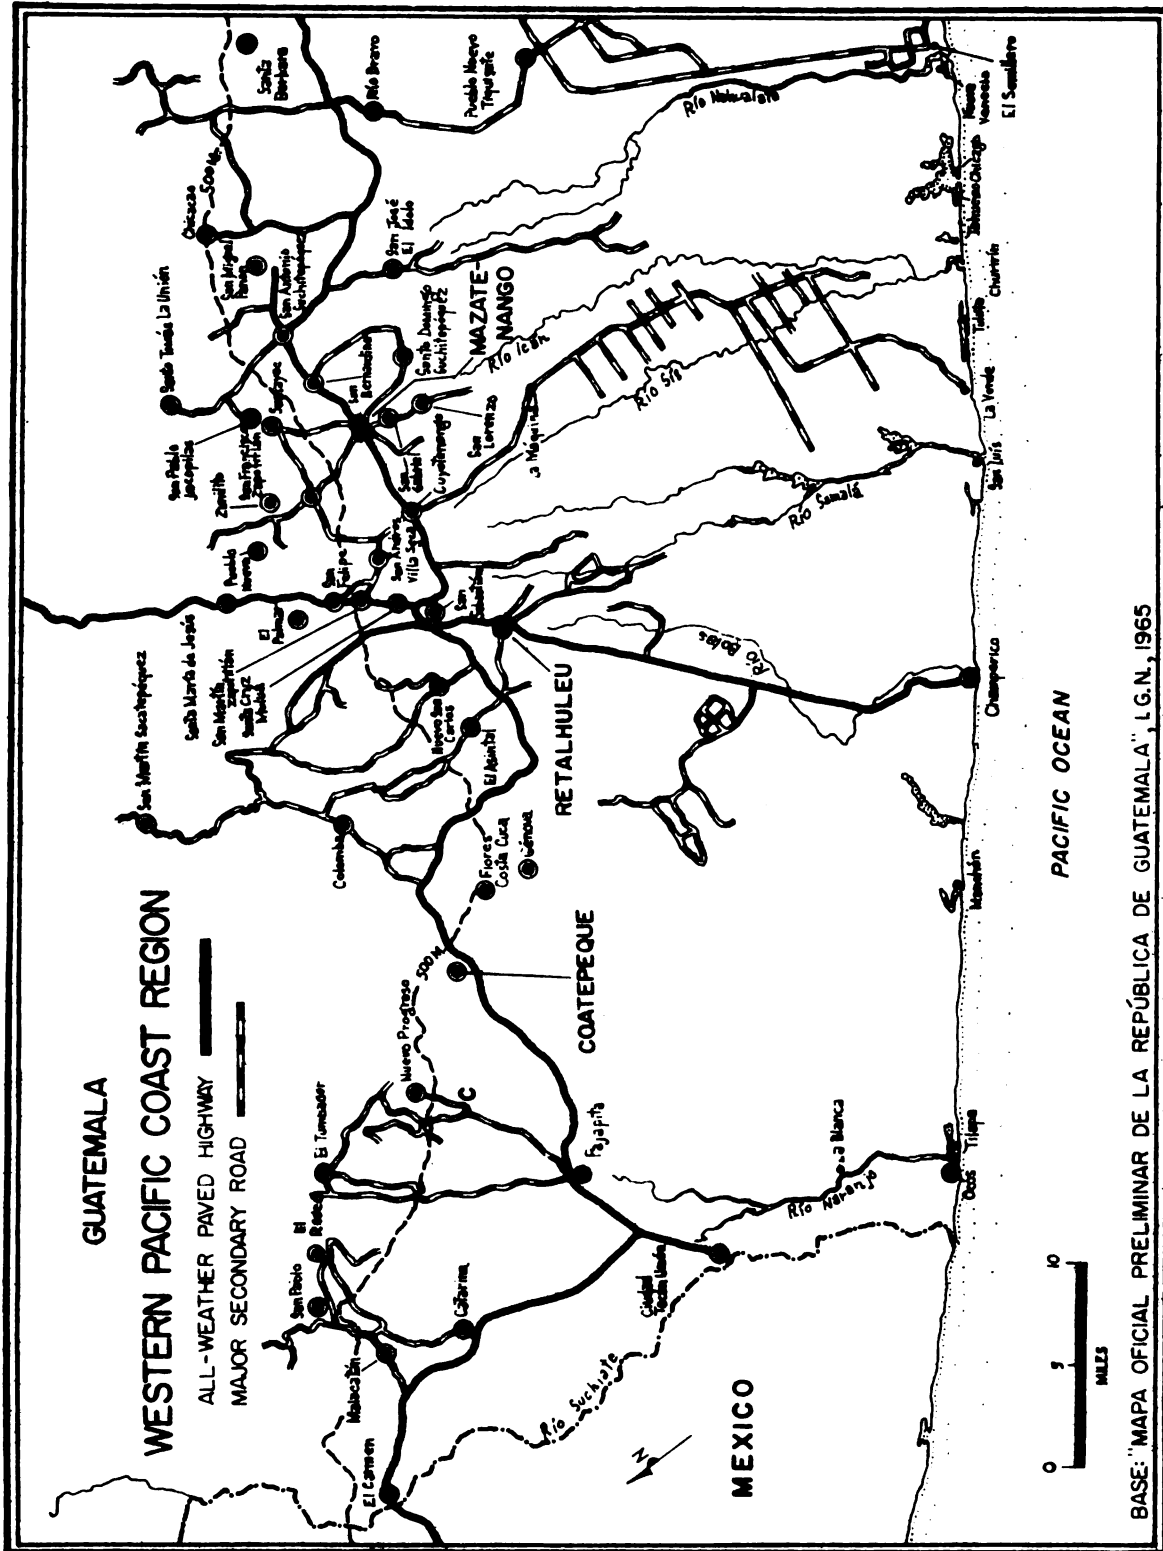 GUATEMALA
WESTERN PACIFIC COAST REGION
ALL-WEATHER PAVED HIGHWAY
MAJOR SECONDARY ROAD
San Martín Sacatepéquez
Santa María de Jesús
San Martín
Zapotitlán
Santa Cruz
Muluá
El
Palmar
Pueblo
Nuevo
San
Felipe
Zunilito
San Francisco
Zapotitlán
San Pablo
Jocopilas
Samayac
Santo Tomás La Unión
Chicacao
500 M.
San Miguel
Panan
San Antonio
Suchitepéquez
Santa
Barbara
Río Bravo
Pueblo Nuevo
Tiquisate
San José
El Idolo
San
Bernardino
Santo Domingo
Suchitepéquez
MAZATE-
NANGO
San
Gabriel
Cuyotenango
San
Lorenzo
San Andrés
Villa Seca
San
Sebastián
Nuevo San
Carlos
El Asintal
RETALHULEU
Colomba
Flores
Costa Cuca
Génova
500 M.
COATEPEQUE
Nuevo Progreso
C
El Tumbador
El
Rodeo
San Pablo
Malacatán
El Carmen
Catarina
Pajapita
Ciudad
Tecún Umán
La Blanca
Río Naranjo
Río Suchiate
MEXICO
N
La Máquina
Río Icán
Río Sis
Río Samalá
Río Bolas
Río Nahualate
Ocós
Tilapa
Manchón
Champerico
San Luis
La Verde
Tulate
Churirín
Tahuexco
Chicago
Nueva
Venecia
El Semillero
PACIFIC OCEAN
0 5 10
MILES
BASE: "MAPA OFICIAL PRELIMINAR DE LA REPÚBLICA DE GUATEMALA", I.G.N., 1965